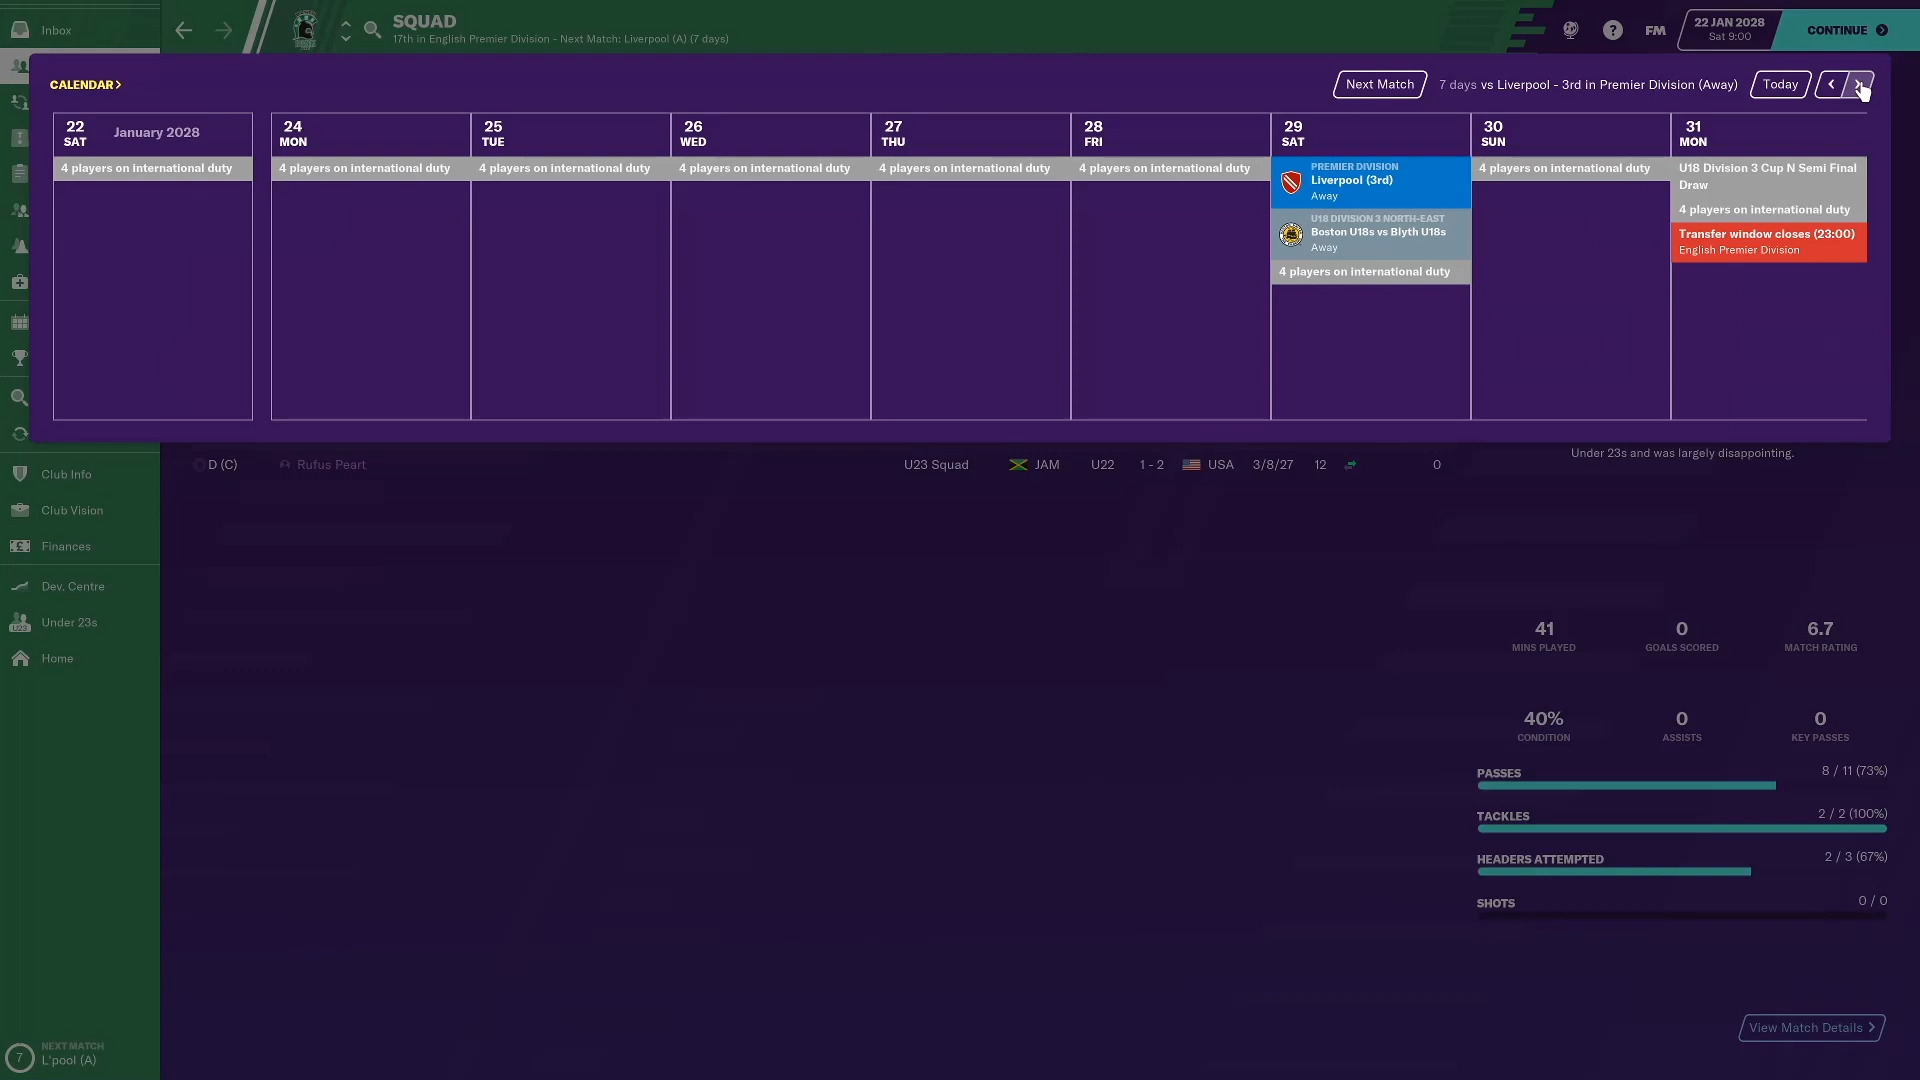 Inbox
SQUAD
17th in English Premier Division - Next Match: Liverpool (A) (7 days)
FM
22 JAN 2028
Sat 9:00
CONTINUE
CALENDAR
Next Match
7 days vs Liverpool - 3rd in Premier Division (Away)
Today
22
SAT
January 2028
24
MON
25
TUE
26
WED
27
THU
28
FRI
29
SAT
30
SUN
31
MON
4 players on international duty
4 players on international duty
4 players on international duty
4 players on international duty
4 players on international duty
4 players on international duty
PREMIER DIVISION
Liverpool (3rd)
Away
U18 DIVISION 3 NORTH-EAST
Boston U18s vs Blyth U18s
Away
4 players on international duty
4 players on international duty
U18 Division 3 Cup N Semi Final
Draw
4 players on international duty
Transfer window closes (23:00)
English Premier Division
D (C)
Rufus Peart
U23 Squad
JAM
U22
1 - 2
USA
3/8/27
12
0
Under 23s and was largely disappointing.
Club Info
Club Vision
Finances
Dev. Centre
U23
Under 23s
Home
41
MINS PLAYED
0
GOALS SCORED
6.7
MATCH RATING
40%
CONDITION
0
ASSISTS
0
KEY PASSES
PASSES
8 / 11 (73%)
TACKLES
2 / 2 (100%)
HEADERS ATTEMPTED
2 / 3 (67%)
SHOTS
0 / 0
View Match Details
7
NEXT MATCH
L'pool (A)